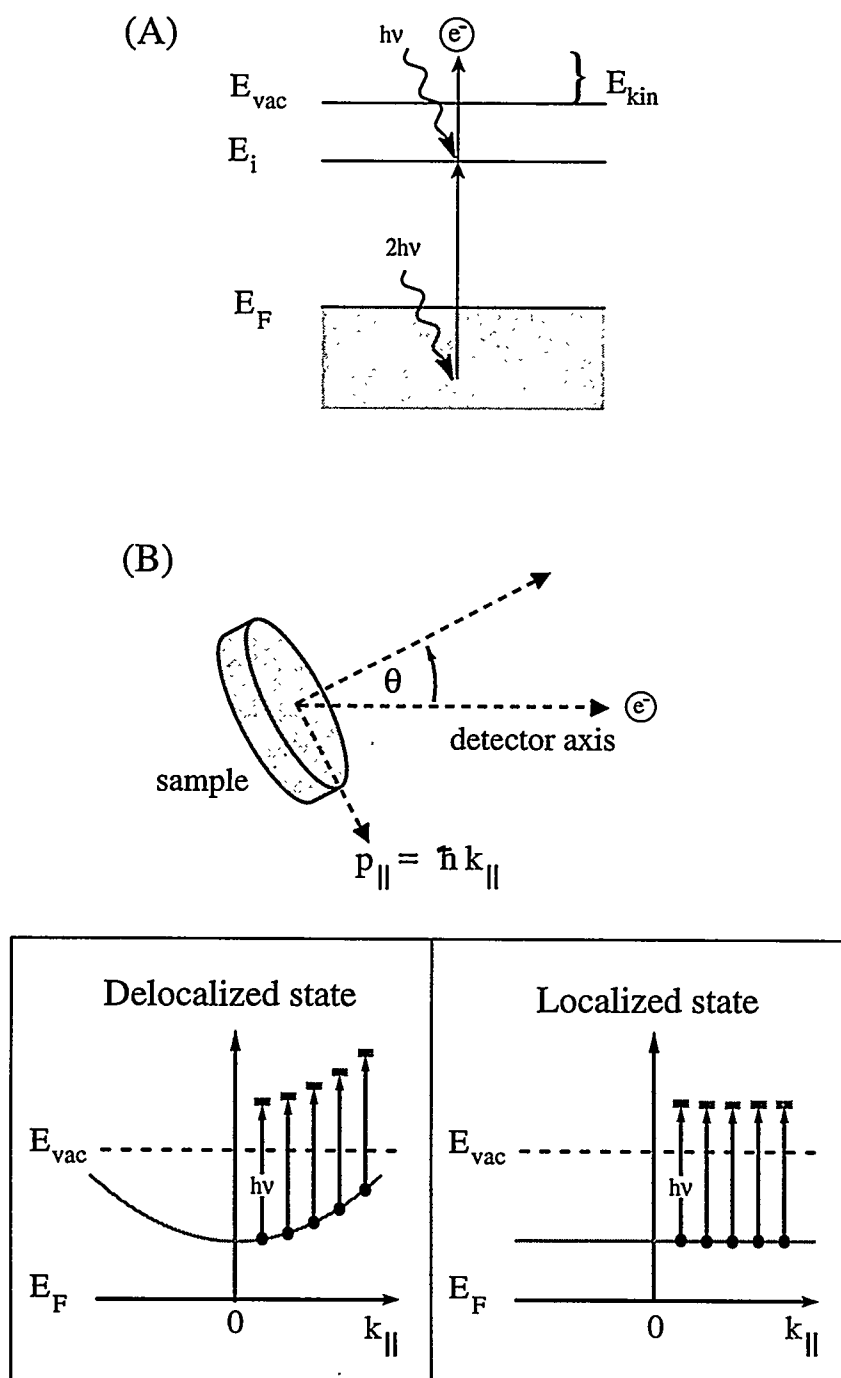 (A)
hν
e⁻
E_vac
E_kin
E_i
2hν
E_F
(B)
θ
e⁻
detector axis
sample
p_|| = ħ k_||
Delocalized state
Localized state
E_vac
hν
E_F
0
k_||
E_vac
hν
E_F
0
k_||